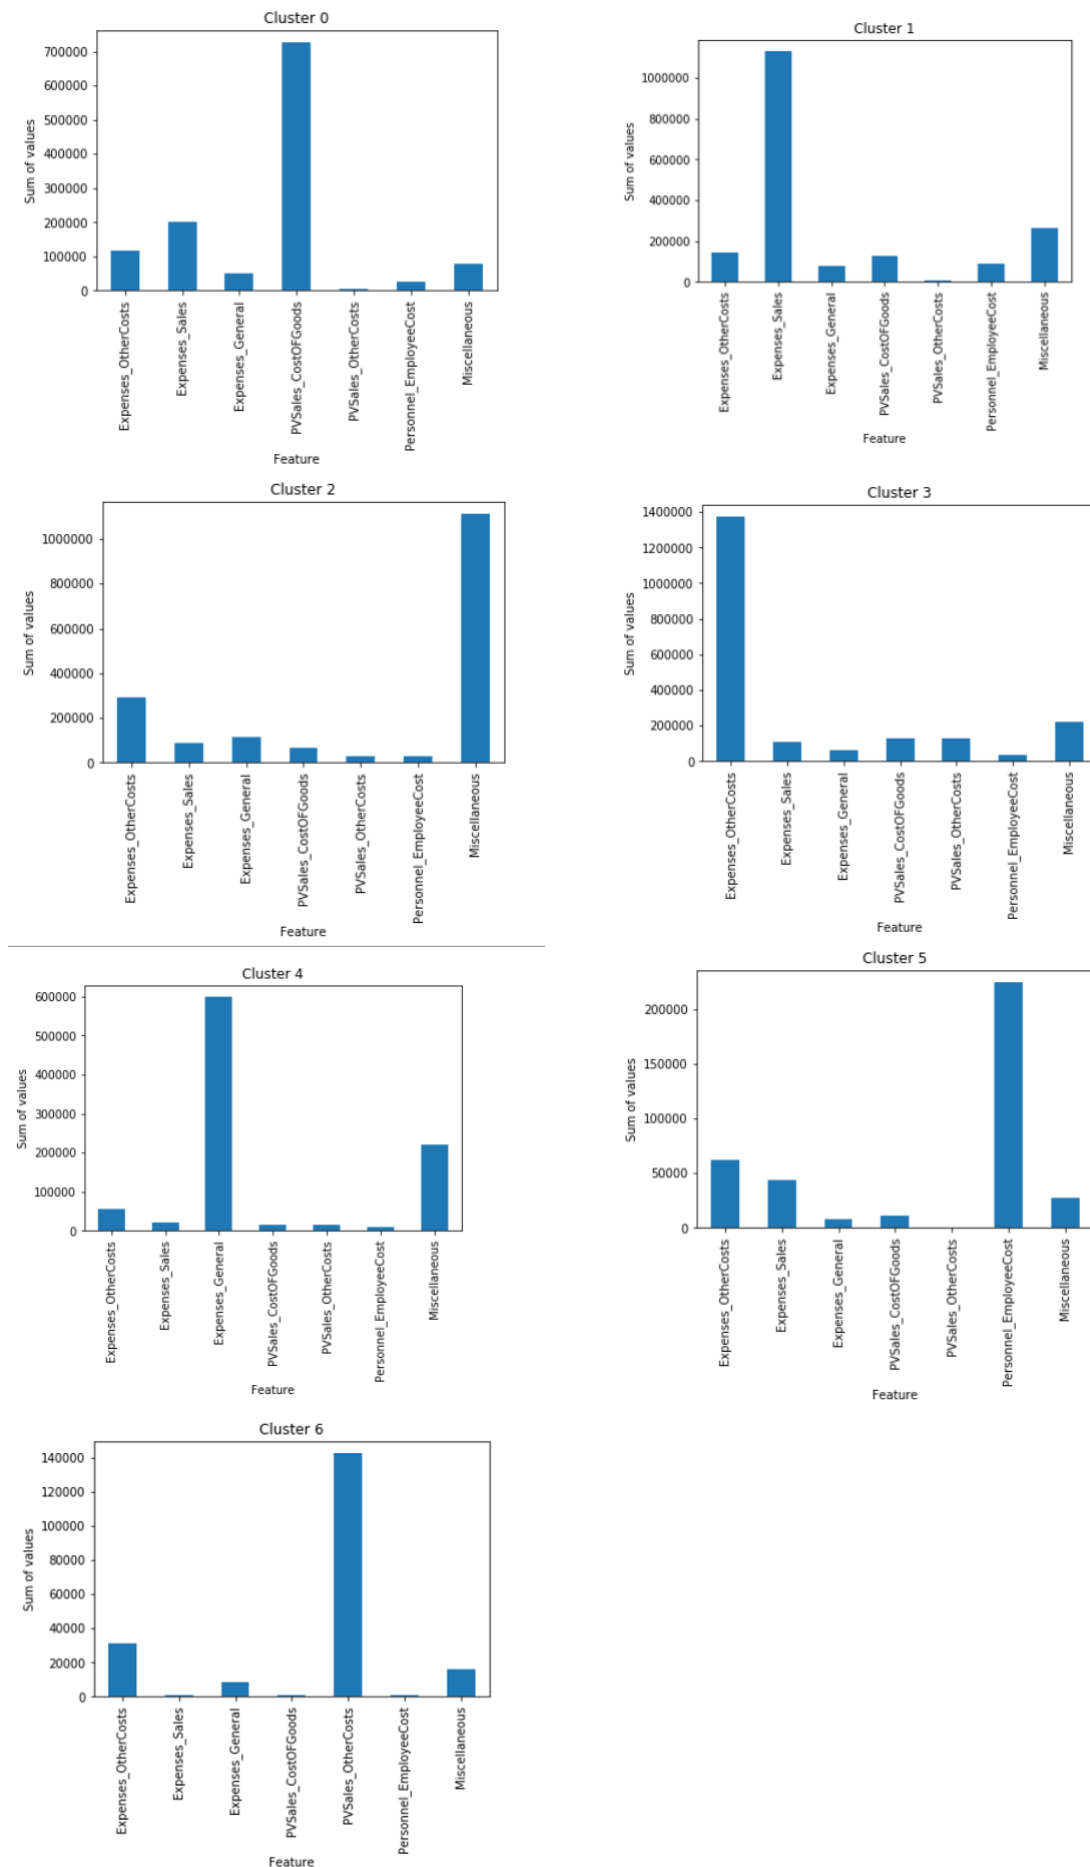 Cluster 0
700000
600000
500000
400000
300000
200000
100000
0
Sum of values
Expenses_OtherCosts
Expenses_Sales
Expenses_General
PVSales_CostOFGoods
PVSales_OtherCosts
Personnel_EmployeeCost
Miscellaneous
Feature
Cluster 1
1000000
800000
600000
400000
200000
0
Sum of values
Expenses_OtherCosts
Expenses_Sales
Expenses_General
PVSales_CostOFGoods
PVSales_OtherCosts
Personnel_EmployeeCost
Miscellaneous
Feature
Cluster 2
1000000
800000
600000
400000
200000
0
Sum of values
Expenses_OtherCosts
Expenses_Sales
Expenses_General
PVSales_CostOFGoods
PVSales_OtherCosts
Personnel_EmployeeCost
Miscellaneous
Feature
Cluster 3
1400000
1200000
1000000
800000
600000
400000
200000
0
Sum of values
Expenses_OtherCosts
Expenses_Sales
Expenses_General
PVSales_CostOFGoods
PVSales_OtherCosts
Personnel_EmployeeCost
Miscellaneous
Feature
Cluster 4
600000
500000
400000
300000
200000
100000
0
Sum of values
Expenses_OtherCosts
Expenses_Sales
Expenses_General
PVSales_CostOFGoods
PVSales_OtherCosts
Personnel_EmployeeCost
Miscellaneous
Feature
Cluster 5
200000
150000
100000
50000
0
Sum of values
Expenses_OtherCosts
Expenses_Sales
Expenses_General
PVSales_CostOFGoods
PVSales_OtherCosts
Personnel_EmployeeCost
Miscellaneous
Feature
Cluster 6
140000
120000
100000
80000
60000
40000
20000
0
Sum of values
Expenses_OtherCosts
Expenses_Sales
Expenses_General
PVSales_CostOFGoods
PVSales_OtherCosts
Personnel_EmployeeCost
Miscellaneous
Feature